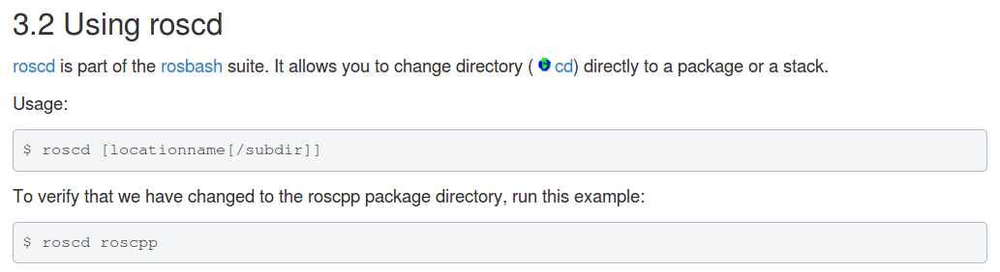 3.2 Using roscd
roscd is part of the rosbash suite. It allows you to change directory ( cd) directly to a package or a stack.
Usage:
$ roscd [locationname[/subdir]]
To verify that we have changed to the roscpp package directory, run this example:
$ roscd roscpp